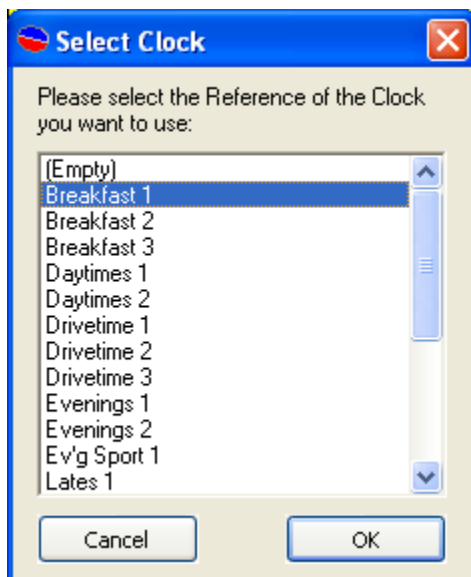 Select Clock
Please select the Reference of the Clock
you want to use:
(Empty)
Breakfast 1
Breakfast 2
Breakfast 3
Daytimes 1
Daytimes 2
Drivetime 1
Drivetime 2
Drivetime 3
Evenings 1
Evenings 2
Ev'g Sport 1
Lates 1
Cancel
OK